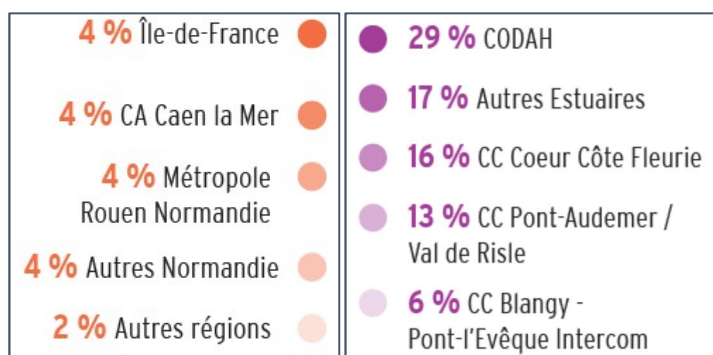 4 % Île-de-France
4 % CA Caen la Mer
4 % Métropole
Rouen Normandie
4 % Autres Normandie
2 % Autres régions
29 % CODAH
17 % Autres Estuaires
16 % CC Coeur Côte Fleurie
13 % CC Pont-Audemer /
Val de Risle
6 % CC Blangy -
Pont-l'Evêque Intercom